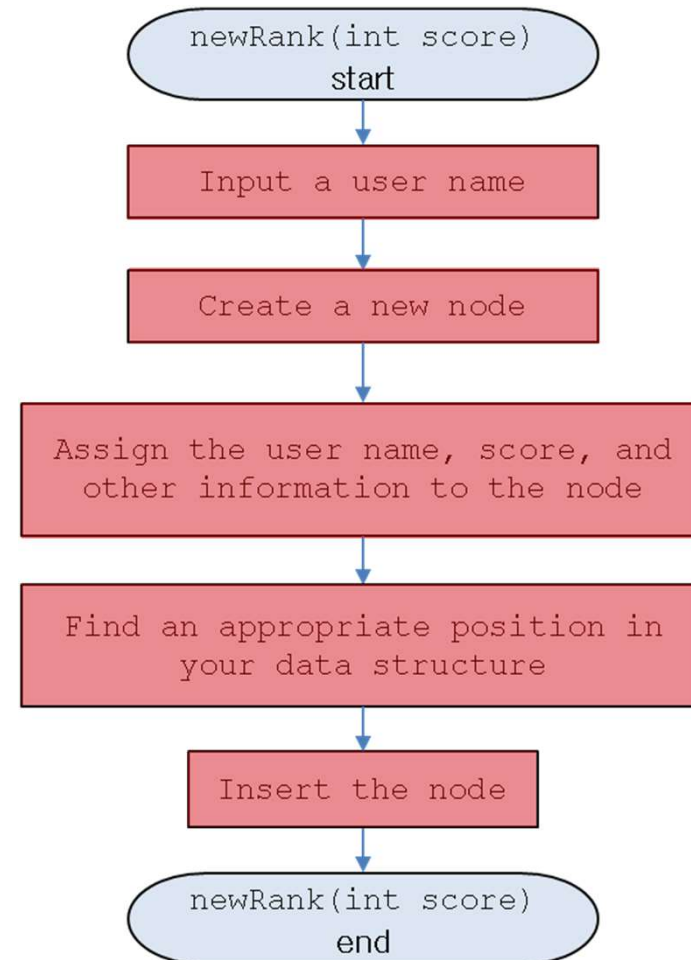 newRank(int score)
start
Input a user name
Create a new node
Assign the user name, score, and
other information to the node
Find an appropriate position in
your data structure
Insert the node
newRank(int score)
end